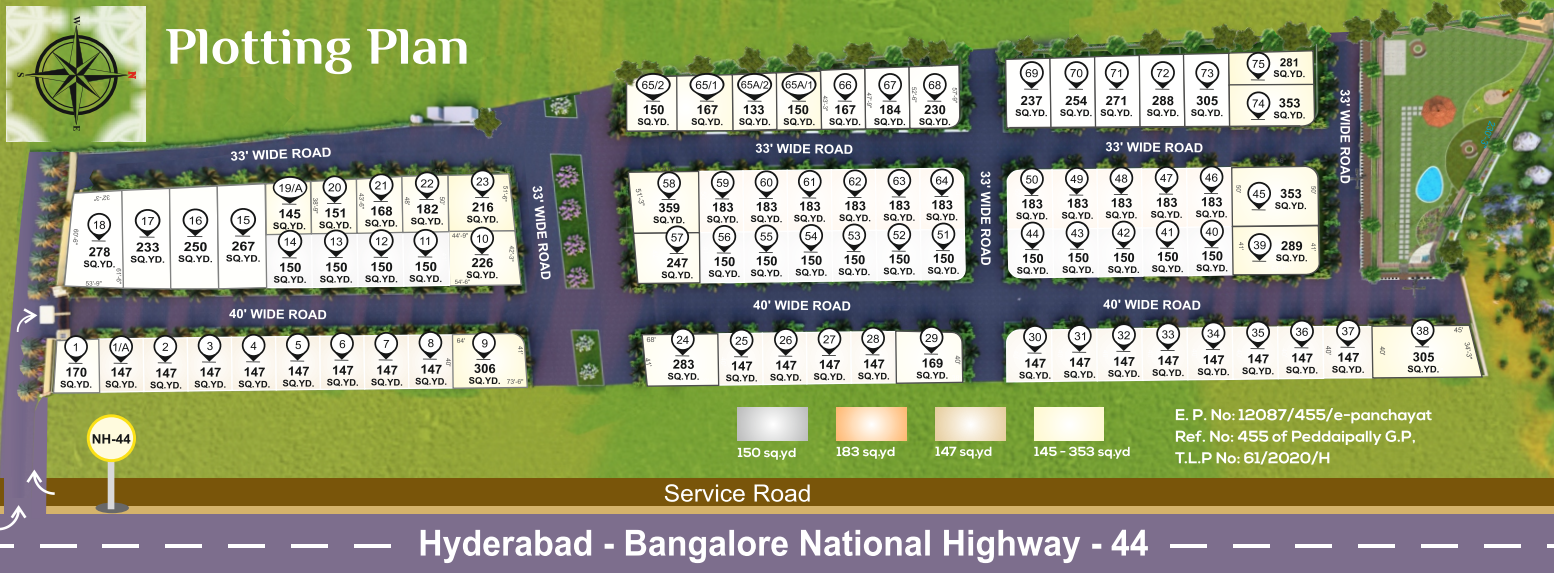 W
S
N
E
Plotting Plan
65/2
65/1
65A/2
65A/1
66
67
68
150
167
133
150
167
184
230
SQ.YD.
SQ.YD.
SQ.YD.
SQ.YD.
SQ.YD.
SQ.YD.
SQ.YD.
69
70
71
72
73
237
254
271
288
305
SQ.YD.
SQ.YD.
SQ.YD.
SQ.YD.
SQ.YD.
75 281
SQ.YD.
74 353
SQ.YD.
33' WIDE ROAD
33' WIDE ROAD
33' WIDE ROAD
33' WIDE ROAD
18
278
SQ.YD.
17
233
SQ.YD.
16
250
SQ.YD.
15
267
SQ.YD.
19/A
145
SQ.YD.
20
151
SQ.YD.
21
168
SQ.YD.
22
182
SQ.YD.
23
216
SQ.YD.
14
150
SQ.YD.
13
150
SQ.YD.
12
150
SQ.YD.
11
150
SQ.YD.
44'-9"
10
226
SQ.YD.
54'-6"
53'-9"
33' WIDE ROAD
58
359
SQ.YD.
59
183
SQ.YD.
60
183
SQ.YD.
61
183
SQ.YD.
62
183
SQ.YD.
63
183
SQ.YD.
64
183
SQ.YD.
57
247
SQ.YD.
56
150
SQ.YD.
55
150
SQ.YD.
54
150
SQ.YD.
53
150
SQ.YD.
52
150
SQ.YD.
51
150
SQ.YD.
33' WIDE ROAD
50
183
SQ.YD.
49
183
SQ.YD.
48
183
SQ.YD.
47
183
SQ.YD.
46
183
SQ.YD.
45 353
SQ.YD.
44
150
SQ.YD.
43
150
SQ.YD.
42
150
SQ.YD.
41
150
SQ.YD.
40
150
SQ.YD.
39 289
SQ.YD.
40' WIDE ROAD
40' WIDE ROAD
40' WIDE ROAD
1
170
SQ.YD.
1/A
147
SQ.YD.
2
147
SQ.YD.
3
147
SQ.YD.
4
147
SQ.YD.
5
147
SQ.YD.
6
147
SQ.YD.
7
147
SQ.YD.
8
147
SQ.YD.
40'
64'
9
306
SQ.YD.
41'
73'-6"
68'
41'
24
283
SQ.YD.
25
147
SQ.YD.
26
147
SQ.YD.
27
147
SQ.YD.
28
147
SQ.YD.
29
169
SQ.YD.
40'
30
147
SQ.YD.
31
147
SQ.YD.
32
147
SQ.YD.
33
147
SQ.YD.
34
147
SQ.YD.
35
147
SQ.YD.
36
147
SQ.YD.
40'
37
147
SQ.YD.
40'
38
305
SQ.YD.
45'
34'-3"
NH-44
150 sq.yd
183 sq.yd
147 sq.yd
145 - 353 sq.yd
E. P. No: 12087/455/e-panchayat
Ref. No: 455 of Peddaipally G.P,
T.L.P No: 61/2020/H
Service Road
Hyderabad - Bangalore National Highway - 44